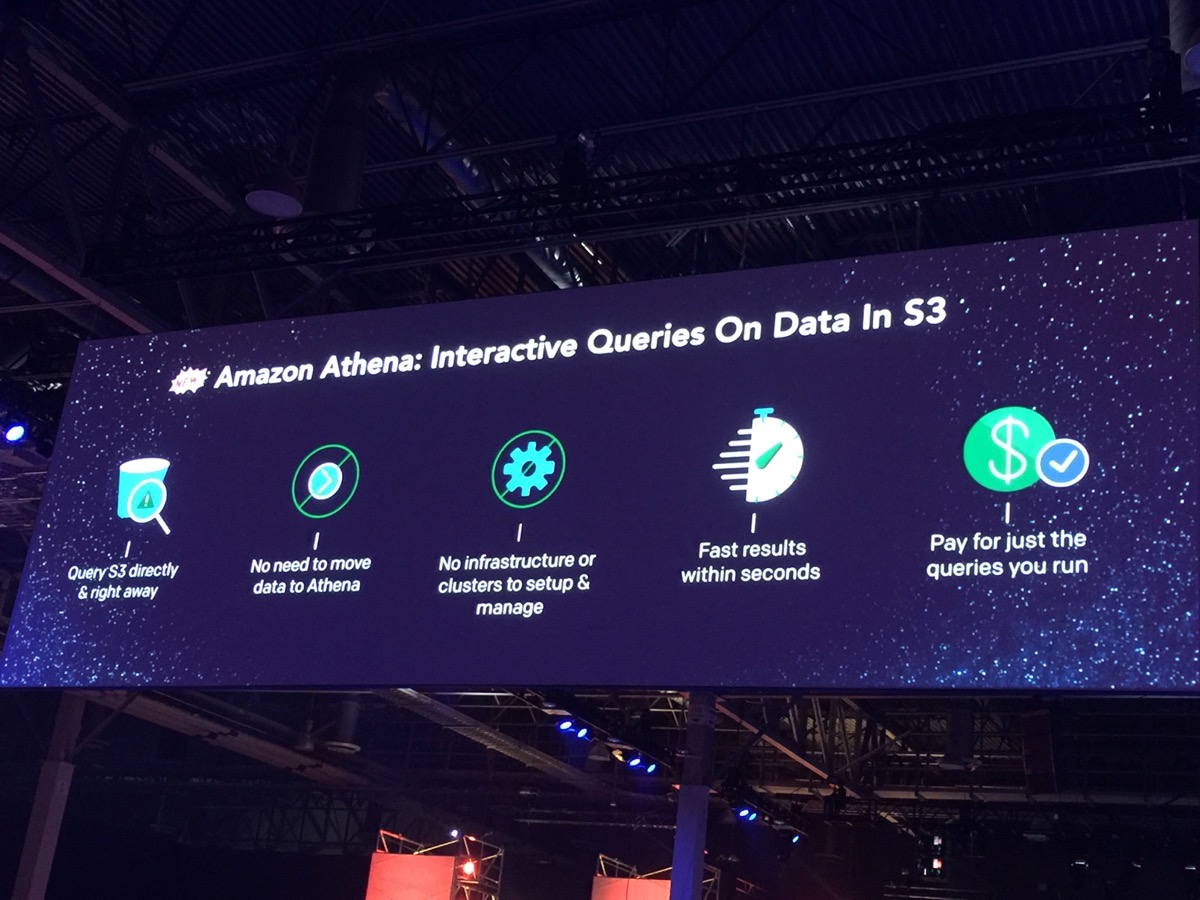 NEW Amazon Athena: Interactive Queries On Data In S3
Query S3 directly
& right away
No need to move
data to Athena
No infrastructure or
clusters to setup &
manage
Fast results
within seconds
Pay for just the
queries you run